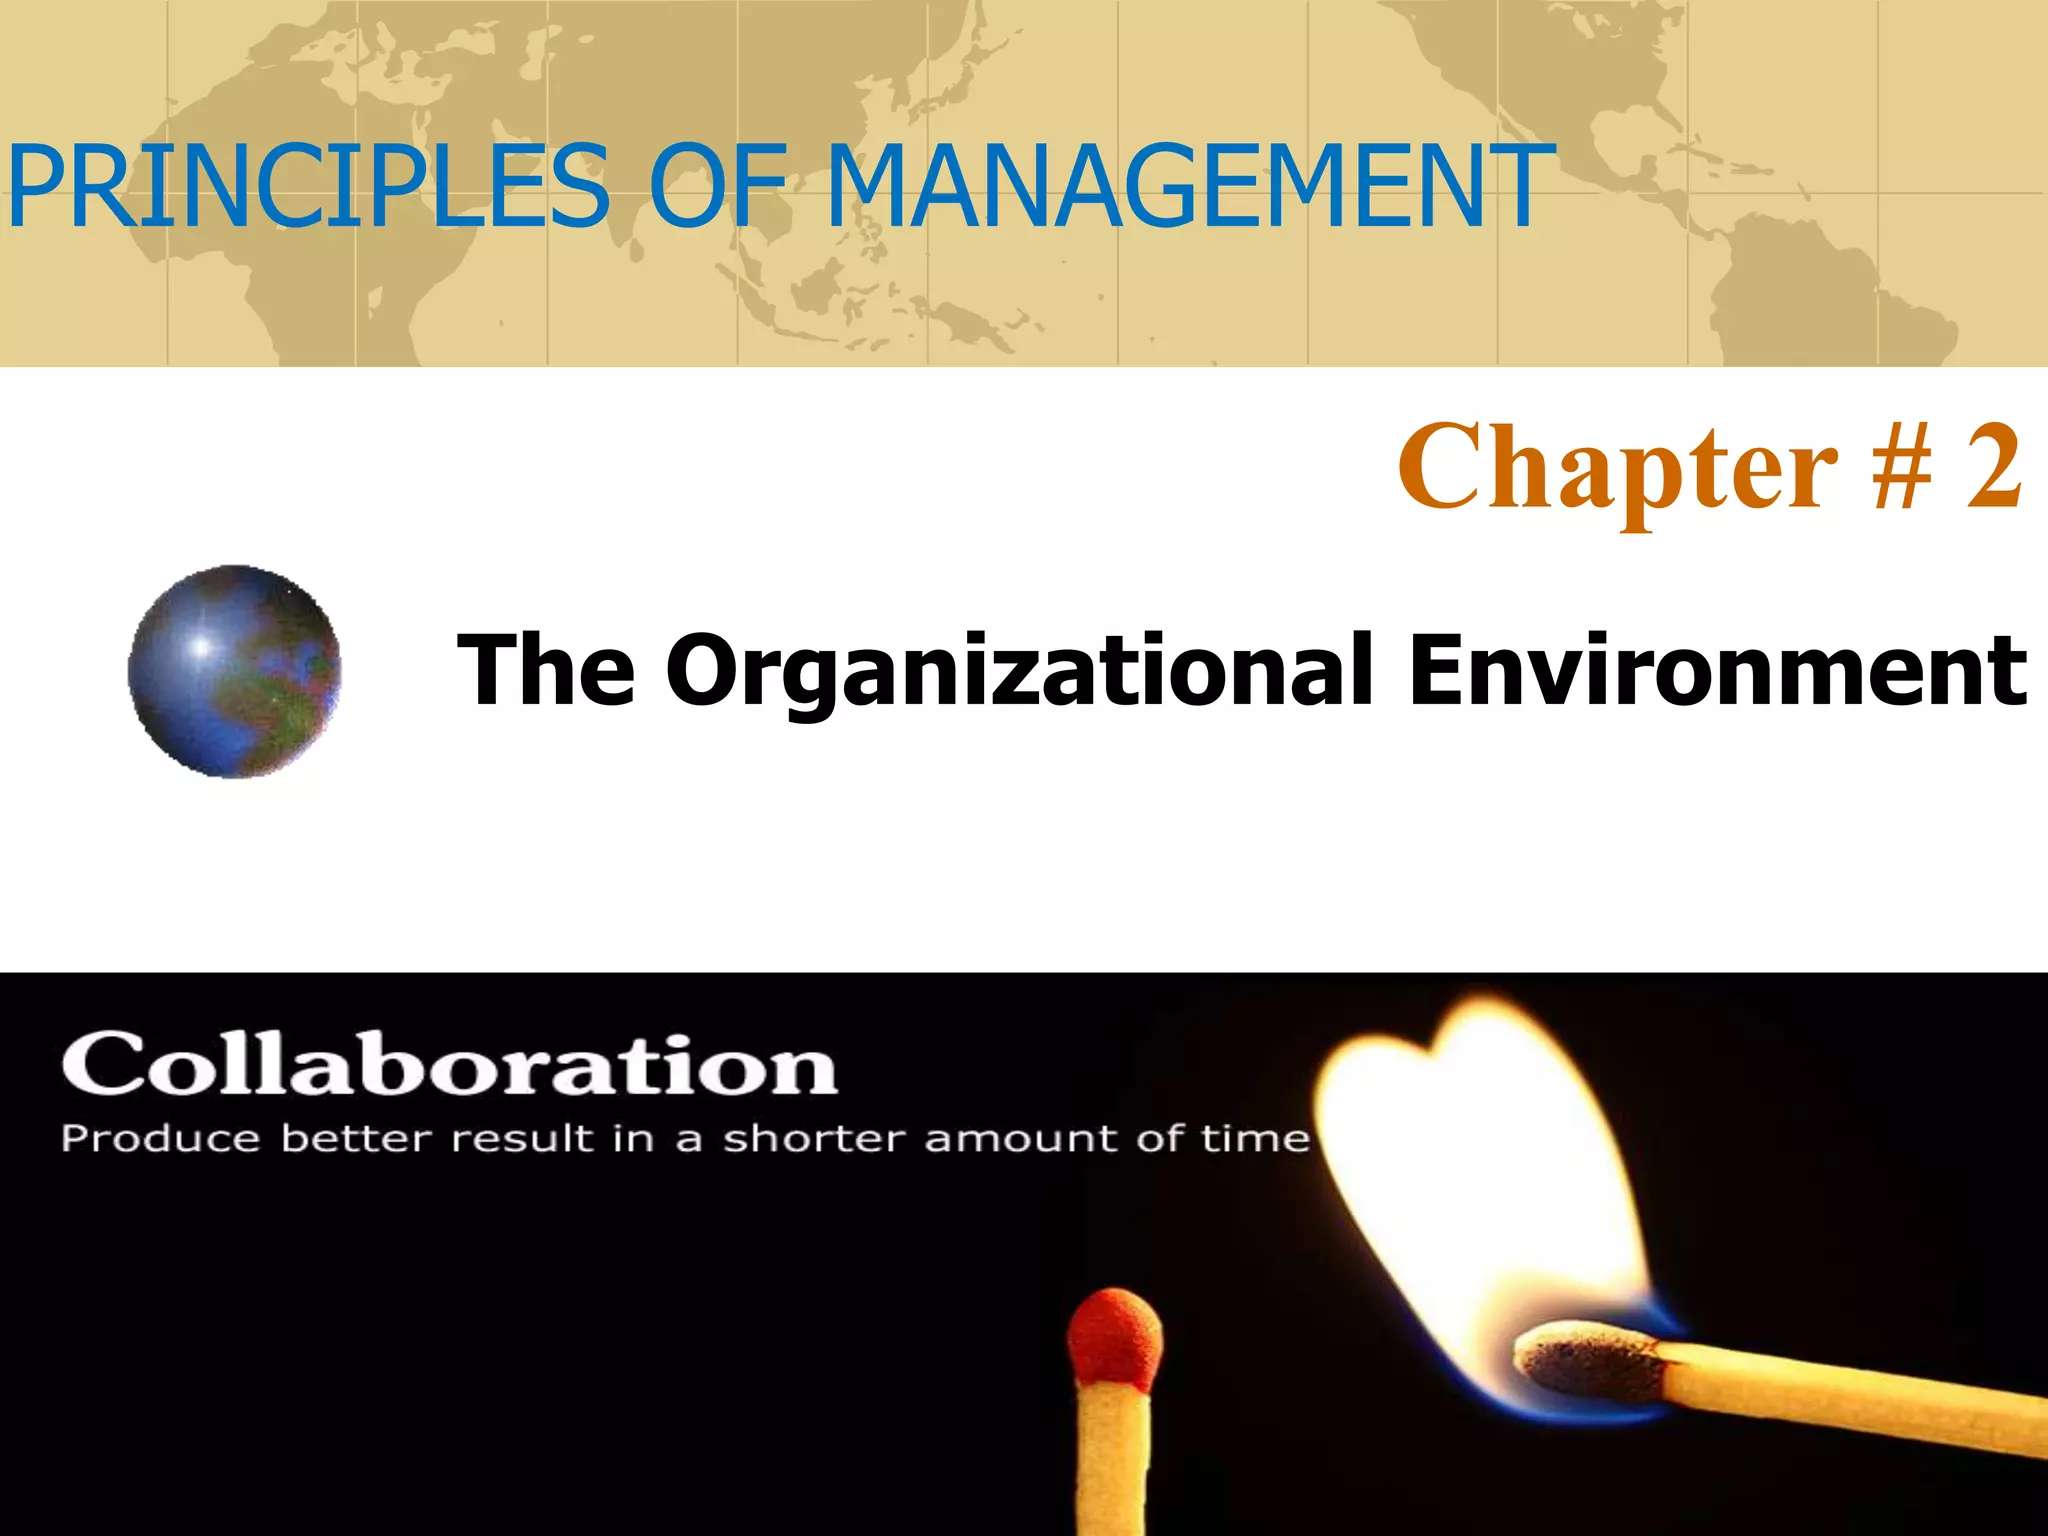 PRINCIPLES OF MANAGEMENT
Chapter # 2
The Organizational Environment
Collaboration
Produce better result in a shorter amount of time